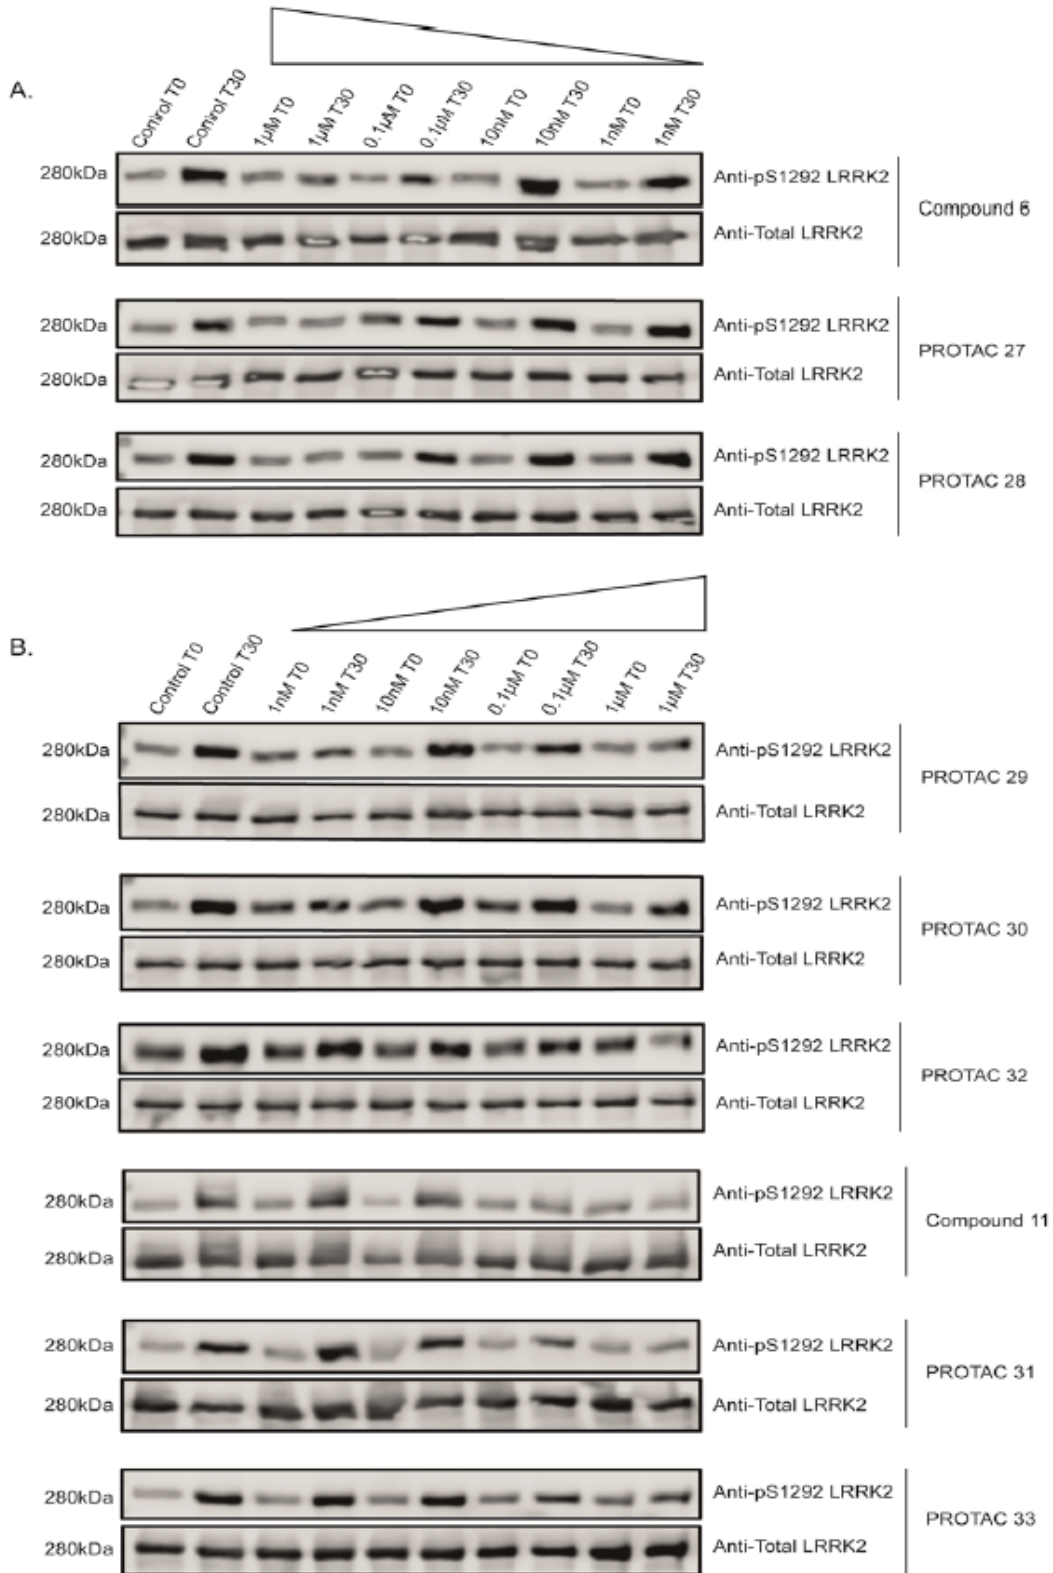 A.
Control T0 Control T30 1µM T0 1µM T30 0.1µM T0 0.1µM T30 10nM T0 10nM T30 1nM T0 1nM T30
280kDa Anti-pS1292 LRRK2
Compound 6
280kDa Anti-Total LRRK2
280kDa Anti-pS1292 LRRK2
PROTAC 27
280kDa Anti-Total LRRK2
280kDa Anti-pS1292 LRRK2
PROTAC 28
280kDa Anti-Total LRRK2
B.
Control T0 Control T30 1nM T0 1nM T30 10nM T0 10nM T30 0.1µM T0 0.1µM T30 1µM T0 1µM T30
280kDa Anti-pS1292 LRRK2
PROTAC 29
280kDa Anti-Total LRRK2
280kDa Anti-pS1292 LRRK2
PROTAC 30
280kDa Anti-Total LRRK2
280kDa Anti-pS1292 LRRK2
PROTAC 32
280kDa Anti-Total LRRK2
280kDa Anti-pS1292 LRRK2
Compound 11
280kDa Anti-Total LRRK2
280kDa Anti-pS1292 LRRK2
PROTAC 31
280kDa Anti-Total LRRK2
280kDa Anti-pS1292 LRRK2
PROTAC 33
280kDa Anti-Total LRRK2